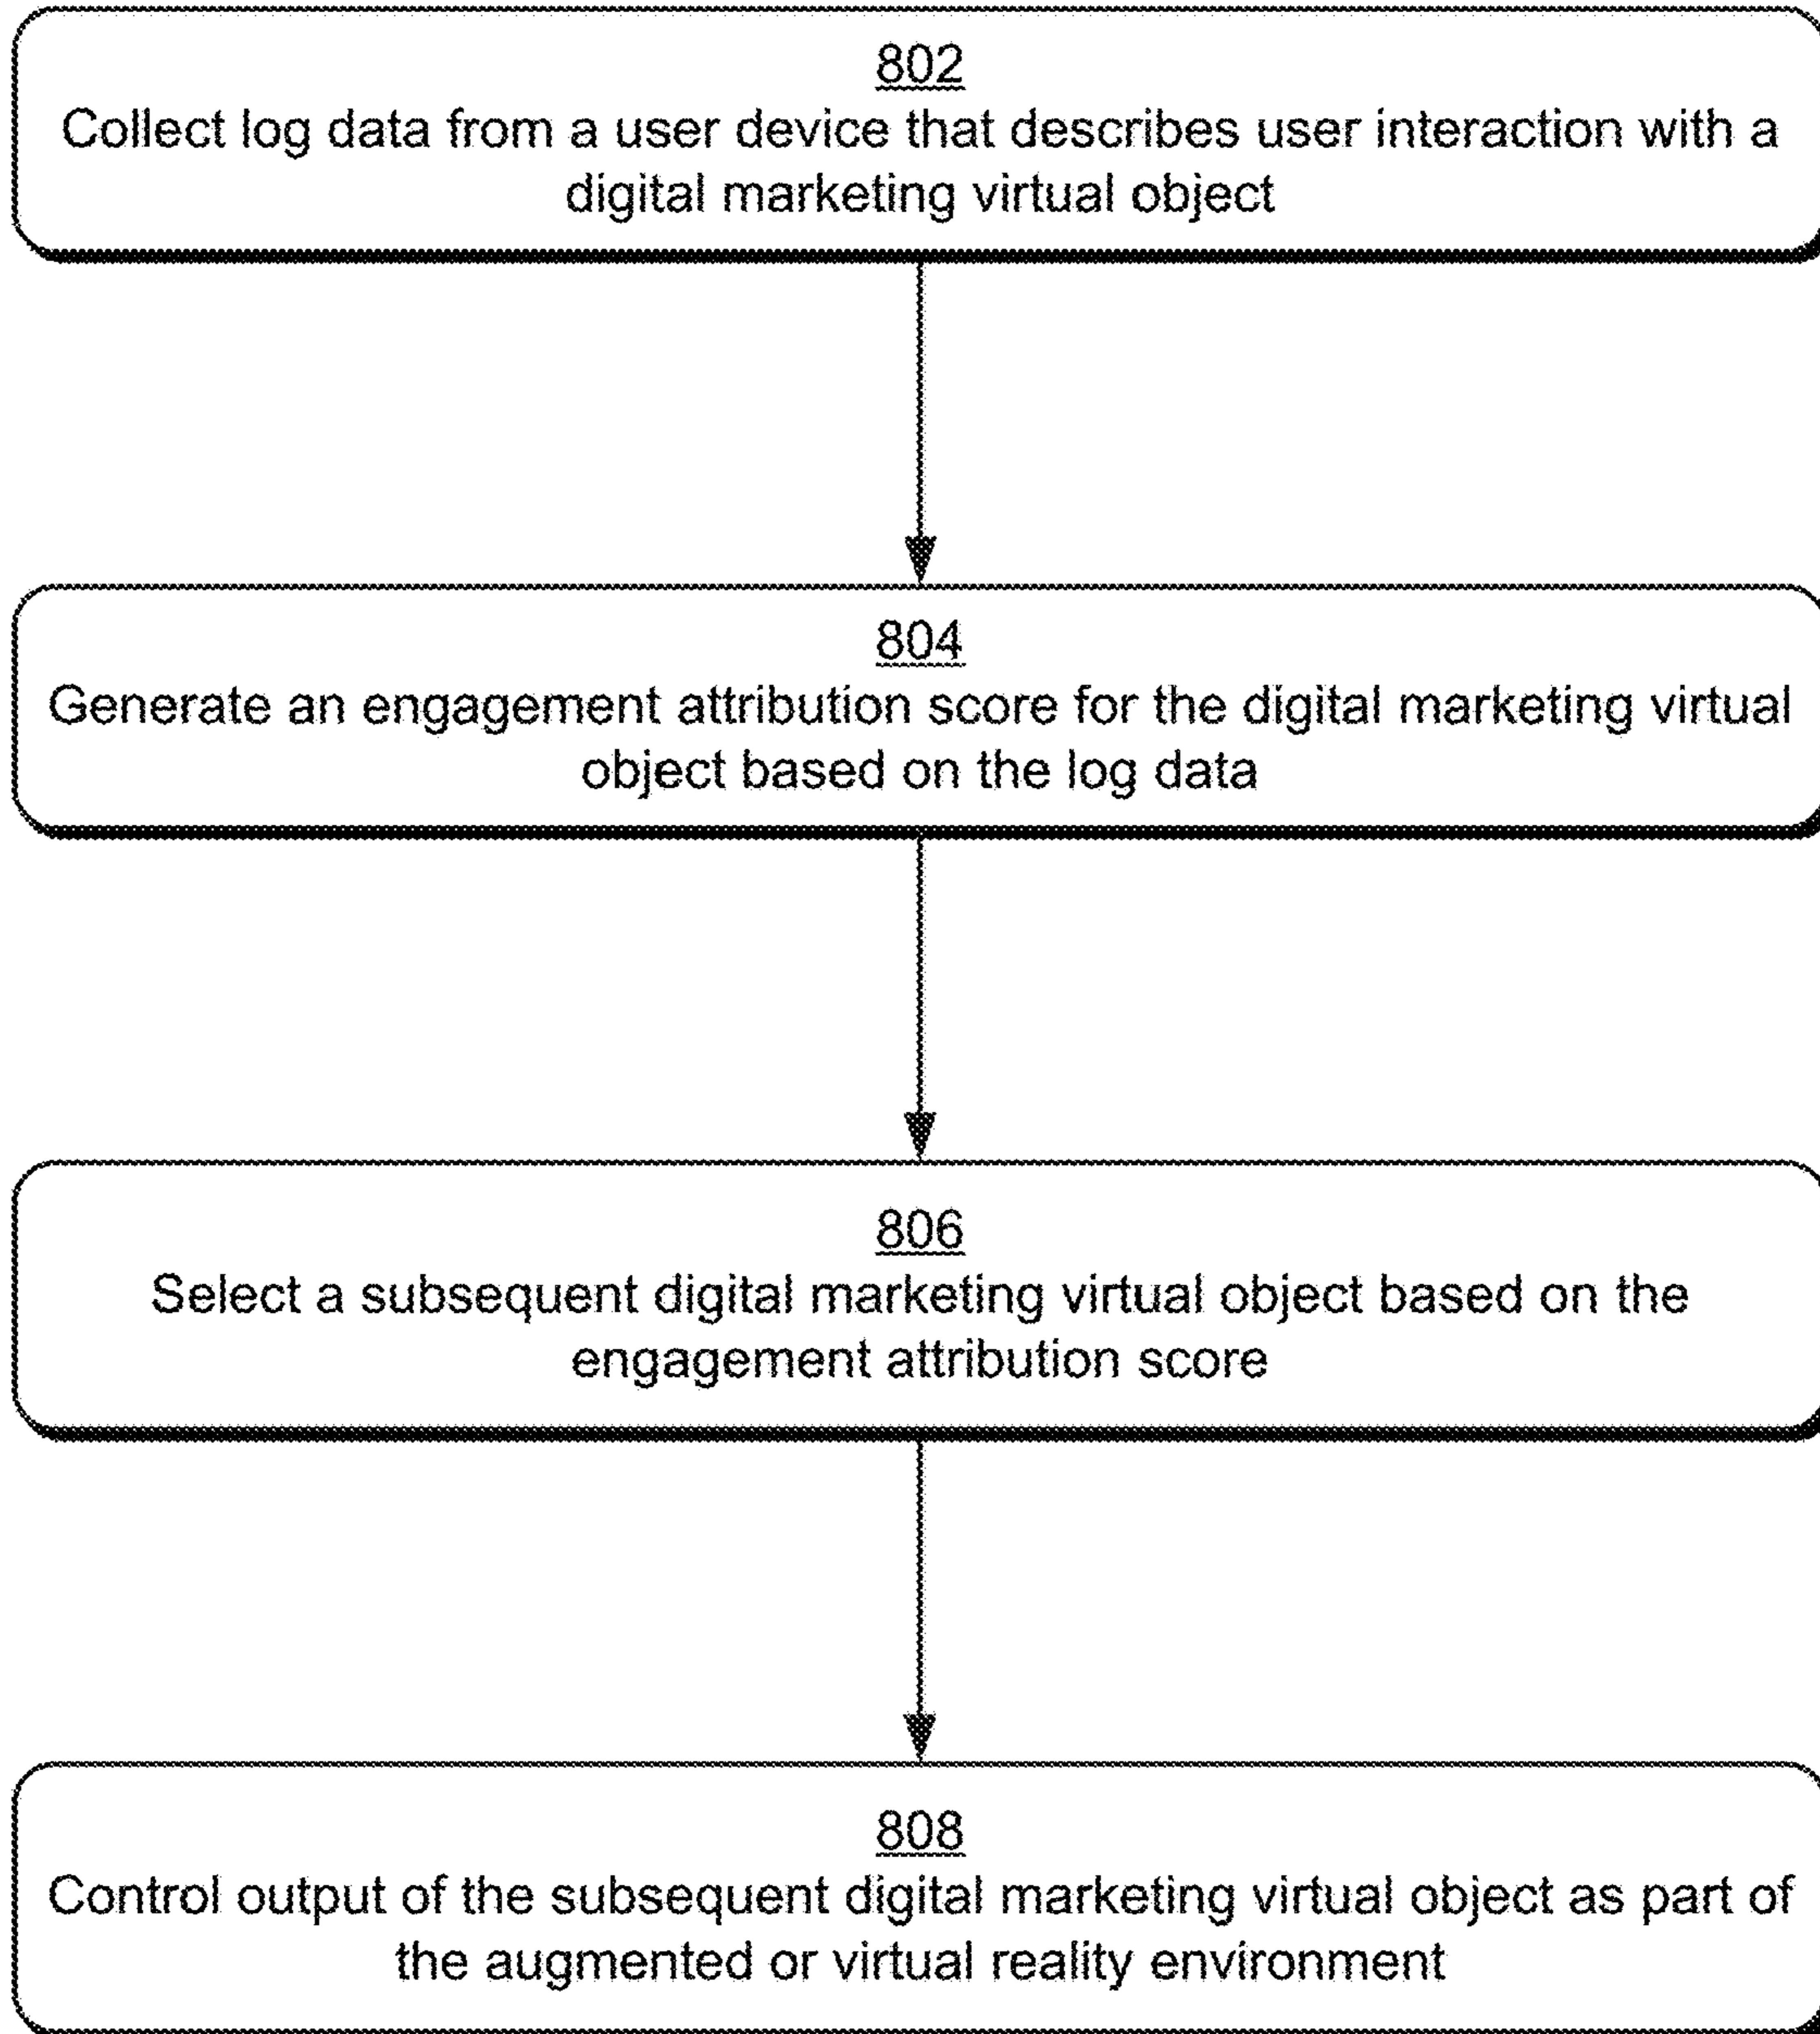 802
Collect log data from a user device that describes user interaction with a
digital marketing virtual object
804
Generate an engagement attribution score for the digital marketing virtual
object based on the log data
806
Select a subsequent digital marketing virtual object based on the
engagement attribution score
808
Control output of the subsequent digital marketing virtual object as part of
the augmented or virtual reality environment